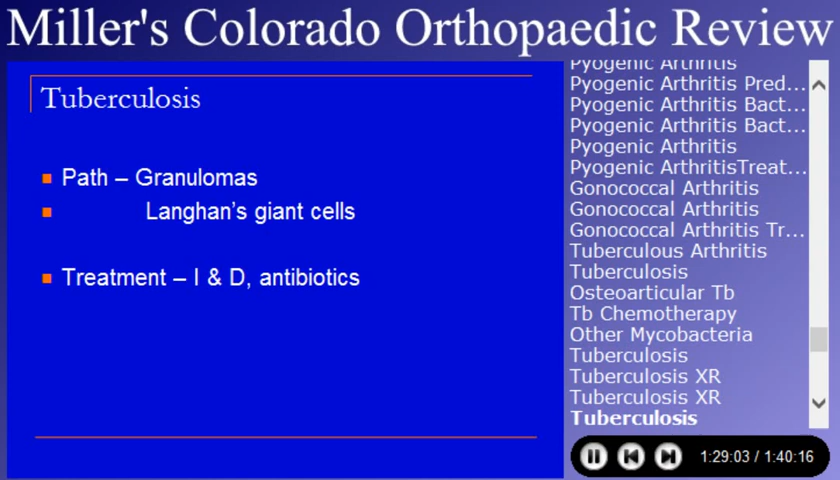 Miller's Colorado Orthopaedic Review
Tuberculosis
Path – Granulomas
Langhan's giant cells
Treatment – I & D, antibiotics
Pyogenic Arthritis
Pyogenic Arthritis Pred...
Pyogenic Arthritis Bact...
Pyogenic Arthritis Bact...
Pyogenic Arthritis
Pyogenic ArthritisTreat...
Gonococcal Arthritis
Gonococcal Arthritis
Gonococcal Arthritis Tr...
Tuberculous Arthritis
Tuberculosis
Osteoarticular Tb
Tb Chemotherapy
Other Mycobacteria
Tuberculosis
Tuberculosis XR
Tuberculosis XR
Tuberculosis
1:29:03 / 1:40:16